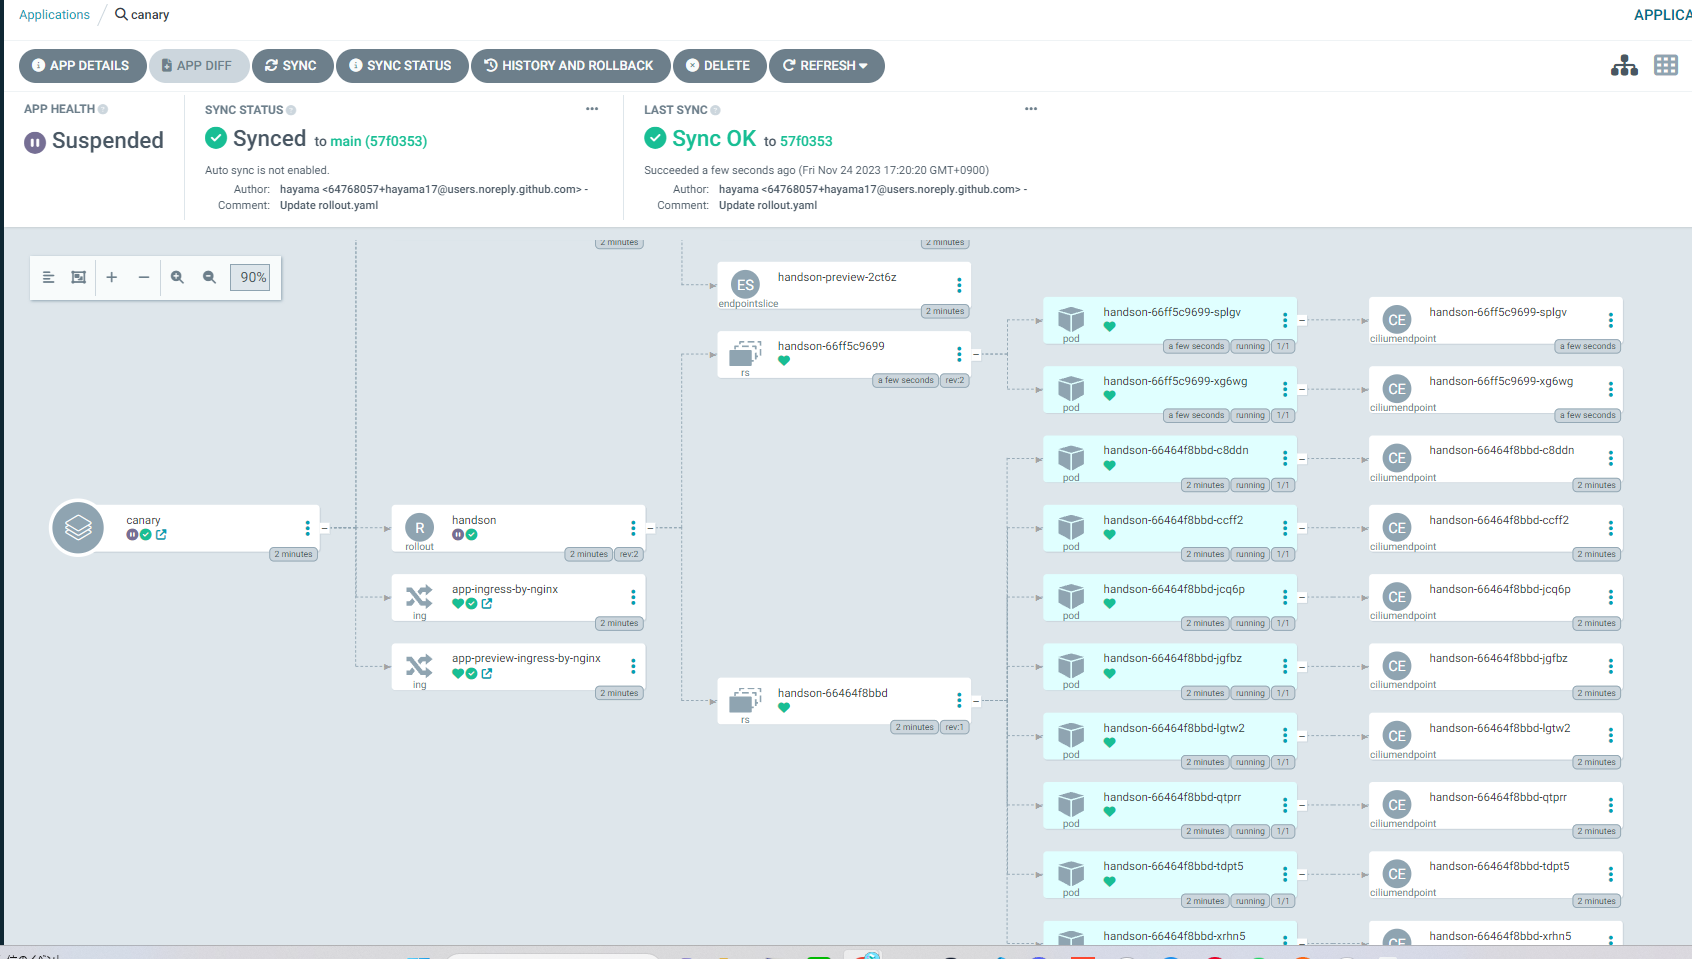 Applications / canary
APPLICA
APP DETAILS
APP DIFF
SYNC
SYNC STATUS
HISTORY AND ROLLBACK
DELETE
REFRESH
APP HEALTH
Suspended
SYNC STATUS
Synced to main (57f0353)
Auto sync is not enabled.
Author: hayama <64768057+hayama17@users.noreply.github.com> -
Comment: Update rollout.yaml
LAST SYNC
Sync OK to 57f0353
Succeeded a few seconds ago (Fri Nov 24 2023 17:20:20 GMT+0900)
Author: hayama <64768057+hayama17@users.noreply.github.com> -
Comment: Update rollout.yaml
90%
2 minutes
2 minutes
canary
2 minutes
R
rollout
handson
2 minutes rev:2
ing
app-ingress-by-nginx
2 minutes
ing
app-preview-ingress-by-nginx
2 minutes
ES
endpointslice
handson-preview-2ct6z
2 minutes
rs
handson-66ff5c9699
a few seconds rev:2
rs
handson-66464f8bbd
2 minutes rev:1
pod
handson-66ff5c9699-splgv
a few seconds running 1/1
CE
ciliumendpoint
handson-66ff5c9699-splgv
a few seconds
pod
handson-66ff5c9699-xg6wg
a few seconds running 1/1
CE
ciliumendpoint
handson-66ff5c9699-xg6wg
a few seconds
pod
handson-66464f8bbd-c8ddn
2 minutes running 1/1
CE
ciliumendpoint
handson-66464f8bbd-c8ddn
2 minutes
pod
handson-66464f8bbd-ccff2
2 minutes running 1/1
CE
ciliumendpoint
handson-66464f8bbd-ccff2
2 minutes
pod
handson-66464f8bbd-jcq6p
2 minutes running 1/1
CE
ciliumendpoint
handson-66464f8bbd-jcq6p
2 minutes
pod
handson-66464f8bbd-jgfbz
2 minutes running 1/1
CE
ciliumendpoint
handson-66464f8bbd-jgfbz
2 minutes
pod
handson-66464f8bbd-lgtw2
2 minutes running 1/1
CE
ciliumendpoint
handson-66464f8bbd-lgtw2
2 minutes
pod
handson-66464f8bbd-qtprr
2 minutes running 1/1
CE
ciliumendpoint
handson-66464f8bbd-qtprr
2 minutes
pod
handson-66464f8bbd-tdpt5
2 minutes running 1/1
CE
ciliumendpoint
handson-66464f8bbd-tdpt5
2 minutes
handson-66464f8bbd-xrhn5
CE
handson-66464f8bbd-xrhn5